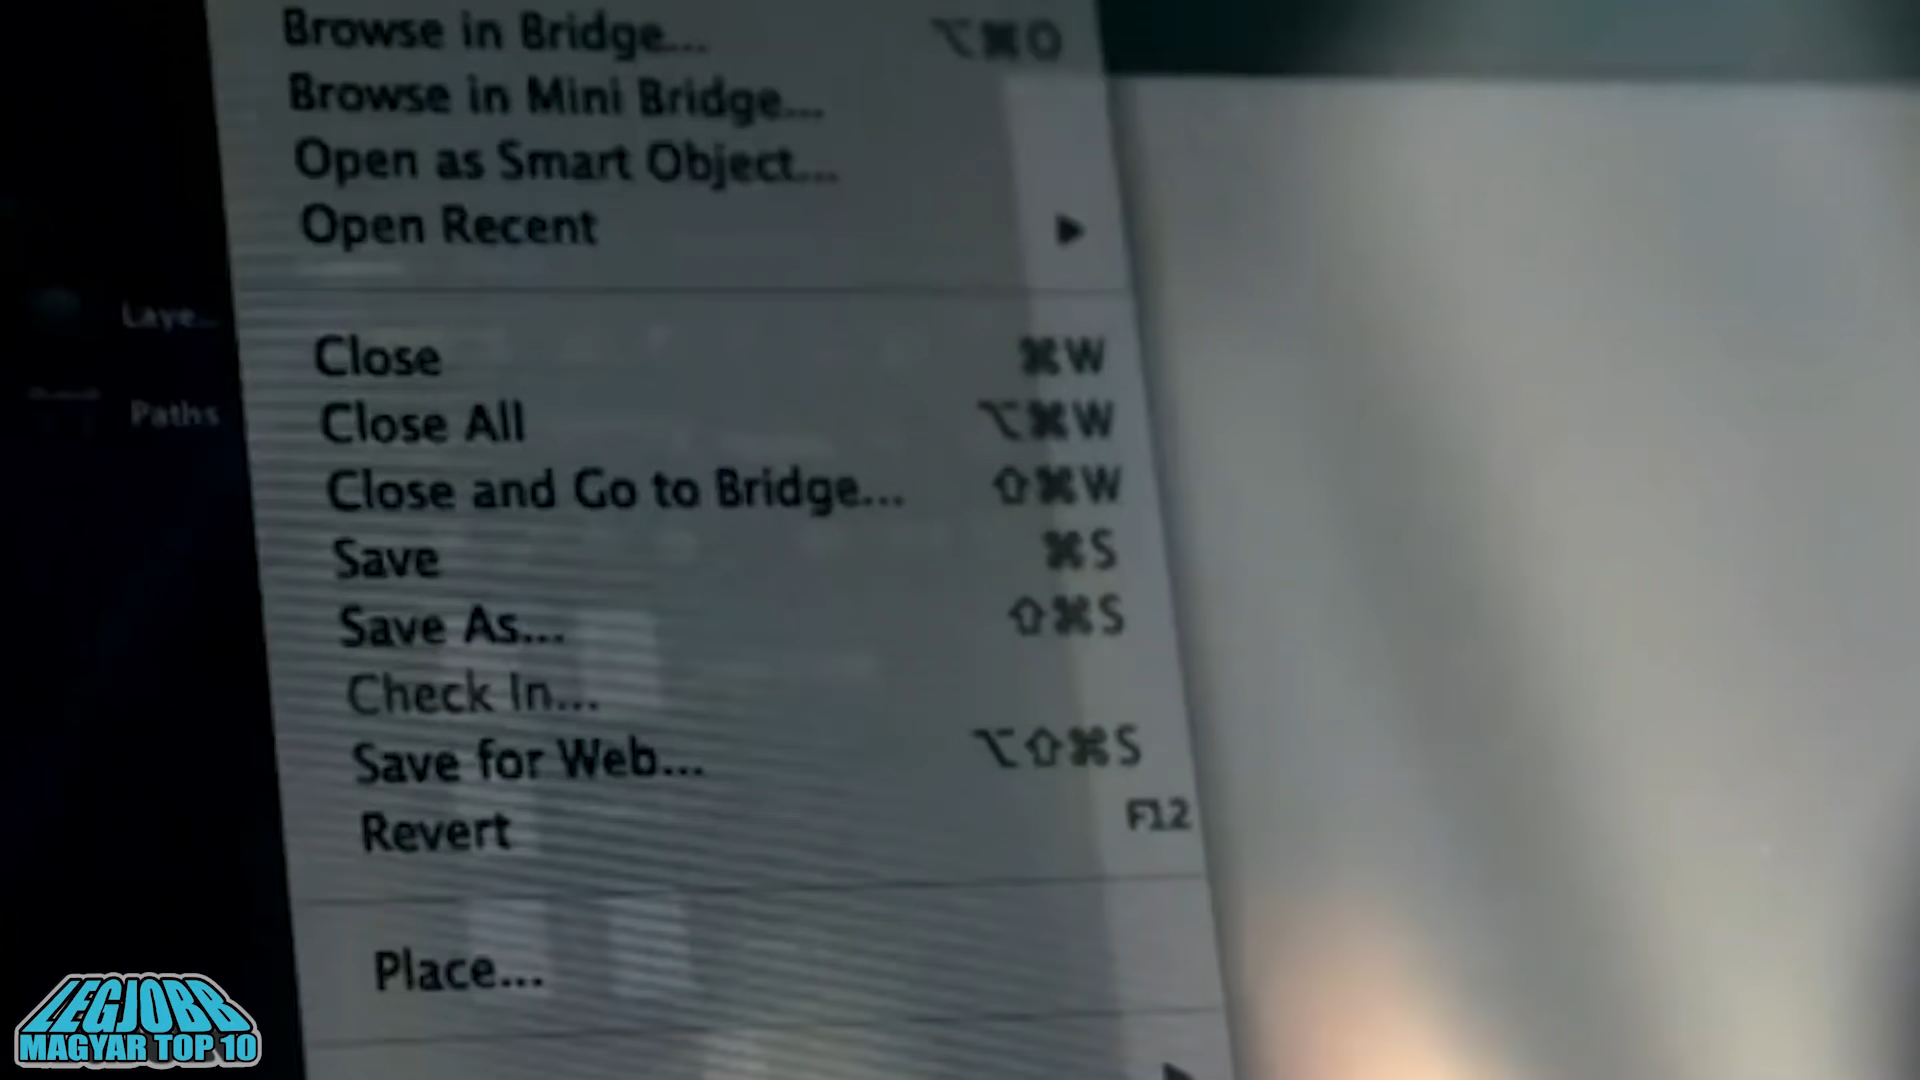 Browse in Bridge... ⌥⌘O
Browse in Mini Bridge...
Open as Smart Object...
Open Recent ▶
Laye...
Close ⌘W
Paths
Close All ⌥⌘W
Close and Go to Bridge... ⇧⌘W
Save ⌘S
Save As... ⇧⌘S
Check In...
Save for Web... ⌥⇧⌘S
Revert F12
Place...
LEGJOBB
MAGYAR TOP 10